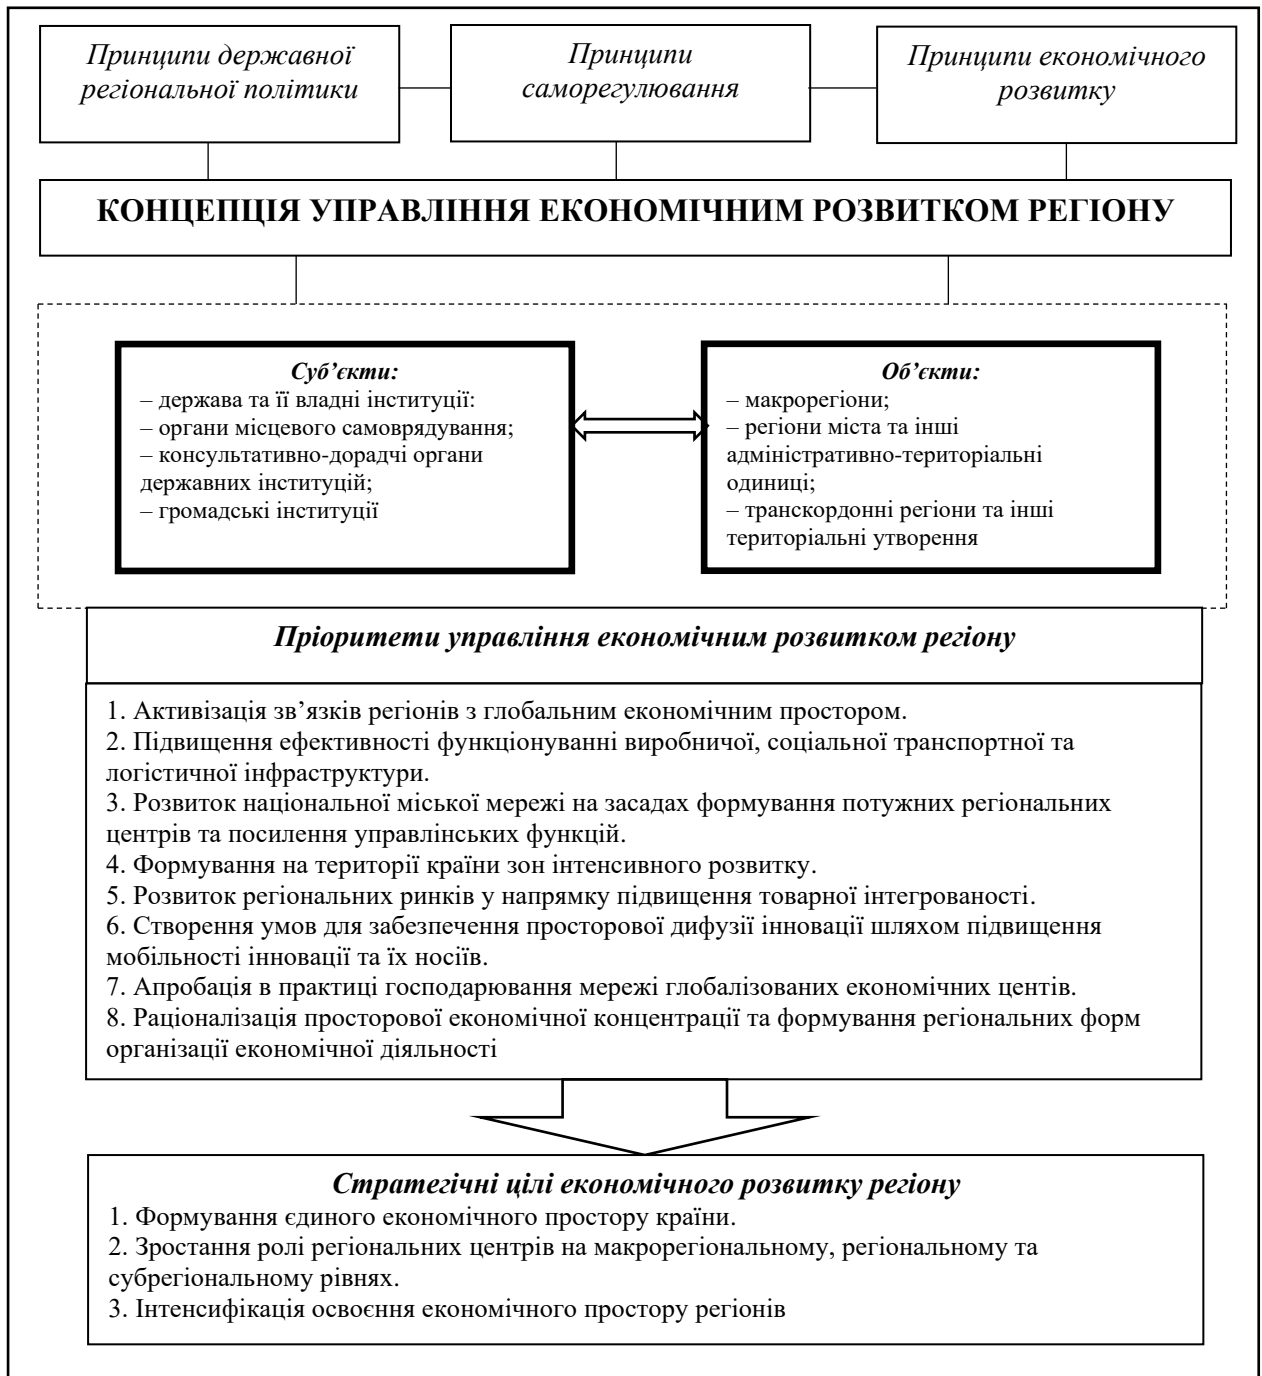 Принципи державної
регіональної політики
Принципи
саморегулювання
Принципи економічного
розвитку
КОНЦЕПЦІЯ УПРАВЛІННЯ ЕКОНОМІЧНИМ РОЗВИТКОМ РЕГІОНУ
Суб’єкти:
– держава та її владні інституції:
– органи місцевого самоврядування;
– консультативно-дорадчі органи
державних інституцій;
– громадські інституції
Об’єкти:
– макрорегіони;
– регіони міста та інші
адміністративно-територіальні
одиниці;
– транскордонні регіони та інші
територіальні утворення
Пріоритети управління економічним розвитком регіону
1. Активізація зв’язків регіонів з глобальним економічним простором.
2. Підвищення ефективності функціонуванні виробничої, соціальної транспортної та
логістичної інфраструктури.
3. Розвиток національної міської мережі на засадах формування потужних регіональних
центрів та посилення управлінських функцій.
4. Формування на території країни зон інтенсивного розвитку.
5. Розвиток регіональних ринків у напрямку підвищення товарної інтегрованості.
6. Створення умов для забезпечення просторової дифузії інновації шляхом підвищення
мобільності інновації та їх носіїв.
7. Апробація в практиці господарювання мережі глобалізованих економічних центів.
8. Раціоналізація просторової економічної концентрації та формування регіональних форм
організації економічної діяльності
Стратегічні цілі економічного розвитку регіону
1. Формування єдиного економічного простору країни.
2. Зростання ролі регіональних центрів на макрорегіональному, регіональному та
субрегіональному рівнях.
3. Інтенсифікація освоєння економічного простору регіонів